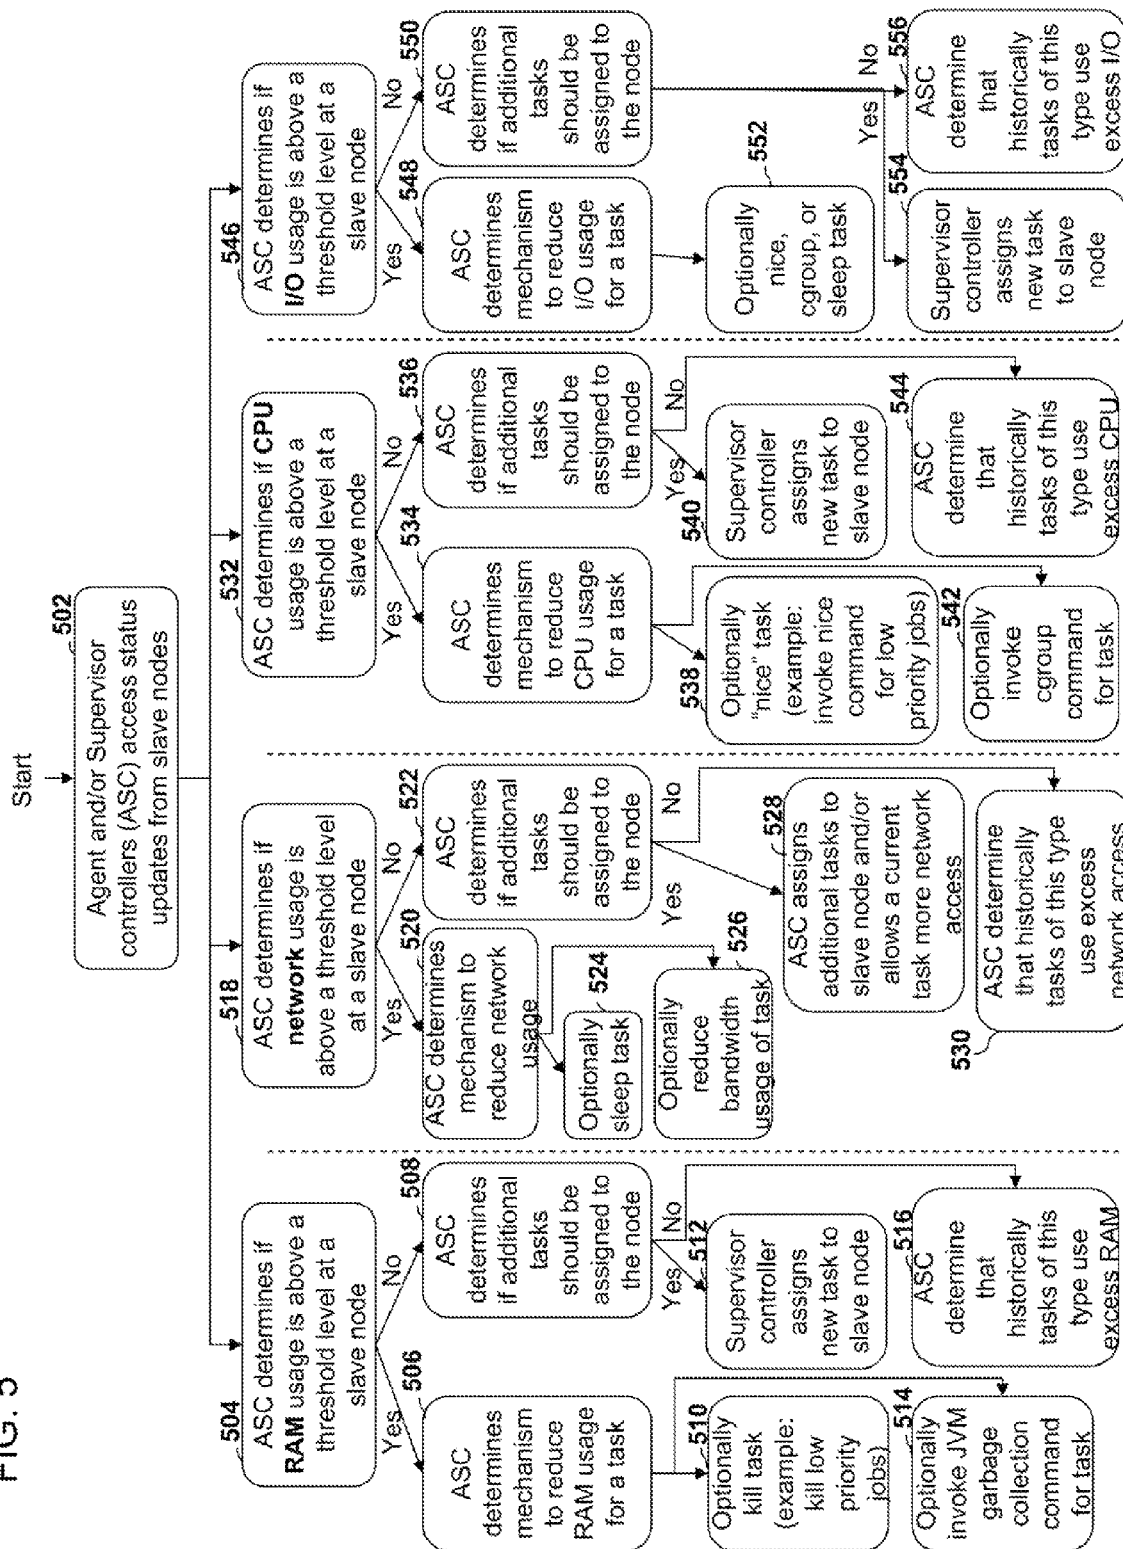 FIG. 5
Start
502
Agent and/or Supervisor
controllers (ASC) access status
updates from slave nodes
504
ASC determines if
RAM usage is above a
threshold level at a
slave node
Yes
No
506
ASC
determines
mechanism
to reduce
RAM usage
for a task
508
ASC
determines
if additional
tasks
should be
assigned to
the node
510
Optionally
kill task
(example:
kill low
priority
jobs)
Yes
No
512
Supervisor
controller
assigns
new task to
slave node
514
Optionally
invoke JVM
garbage
collection
command
for task
516
ASC
determine
that
historically
tasks of this
type use
excess RAM
518
ASC determines if
network usage is
above a threshold level
at a slave node
Yes
No
520
ASC determines
mechanism to
reduce network
usage
522
ASC
determines
if additional
tasks
should be
assigned to
the node
524
Optionally
sleep task
526
Optionally
reduce
bandwidth
usage of task
Yes
No
528
ASC assigns
additional tasks to
slave node and/or
allows a current
task more network
access
530
ASC determine
that historically
tasks of this type
use excess
network access
532
ASC determines if CPU
usage is above a
threshold level at a
slave node
Yes
No
534
ASC
determines
mechanism
to reduce
CPU usage
for a task
536
ASC
determines
if additional
tasks
should be
assigned to
the node
538
Optionally
"nice" task
(example:
invoke nice
command
for low
priority jobs)
Yes
No
540
Supervisor
controller
assigns
new task to
slave node
542
Optionally
invoke
cgroup
command
for task
544
ASC
determine
that
historically
tasks of this
type use
excess CPU
546
ASC determines if
I/O usage is above a
threshold level at a
slave node
Yes
No
548
ASC
determines
mechanism
to reduce
I/O usage
for a task
550
ASC
determines
if additional
tasks
should be
assigned to
the node
552
Optionally
nice,
cgroup, or
sleep task
Yes
No
554
Supervisor
controller
assigns
new task
to slave
node
556
ASC
determine
that
historically
tasks of this
type use
excess I/O